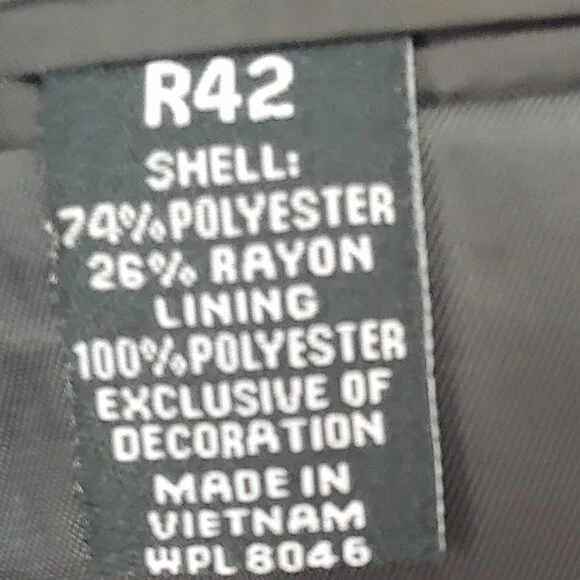 R42
SHELL:
74% POLYESTER
26% RAYON
LINING
100% POLYESTER
EXCLUSIVE OF
DECORATION
MADE IN
VIETNAM
WPL 8046